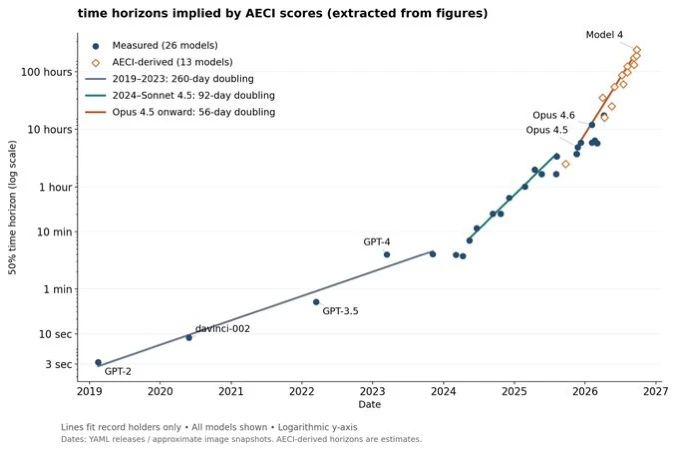 time horizons implied by AECI scores (extracted from figures)
Measured (26 models)
AECI-derived (13 models)
2019–2023: 260-day doubling
2024–Sonnet 4.5: 92-day doubling
Opus 4.5 onward: 56-day doubling
Model 4
Opus 4.6
Opus 4.5
GPT-4
GPT-3.5
davinci-002
GPT-2
50% time horizon (log scale)
100 hours
10 hours
1 hour
10 min
1 min
10 sec
3 sec
2019 2020 2021 2022 2023 2024 2025 2026 2027
Date
Lines fit record holders only • All models shown • Logarithmic y-axis
Dates: YAML releases / approximate image snapshots. AECI-derived horizons are estimates.